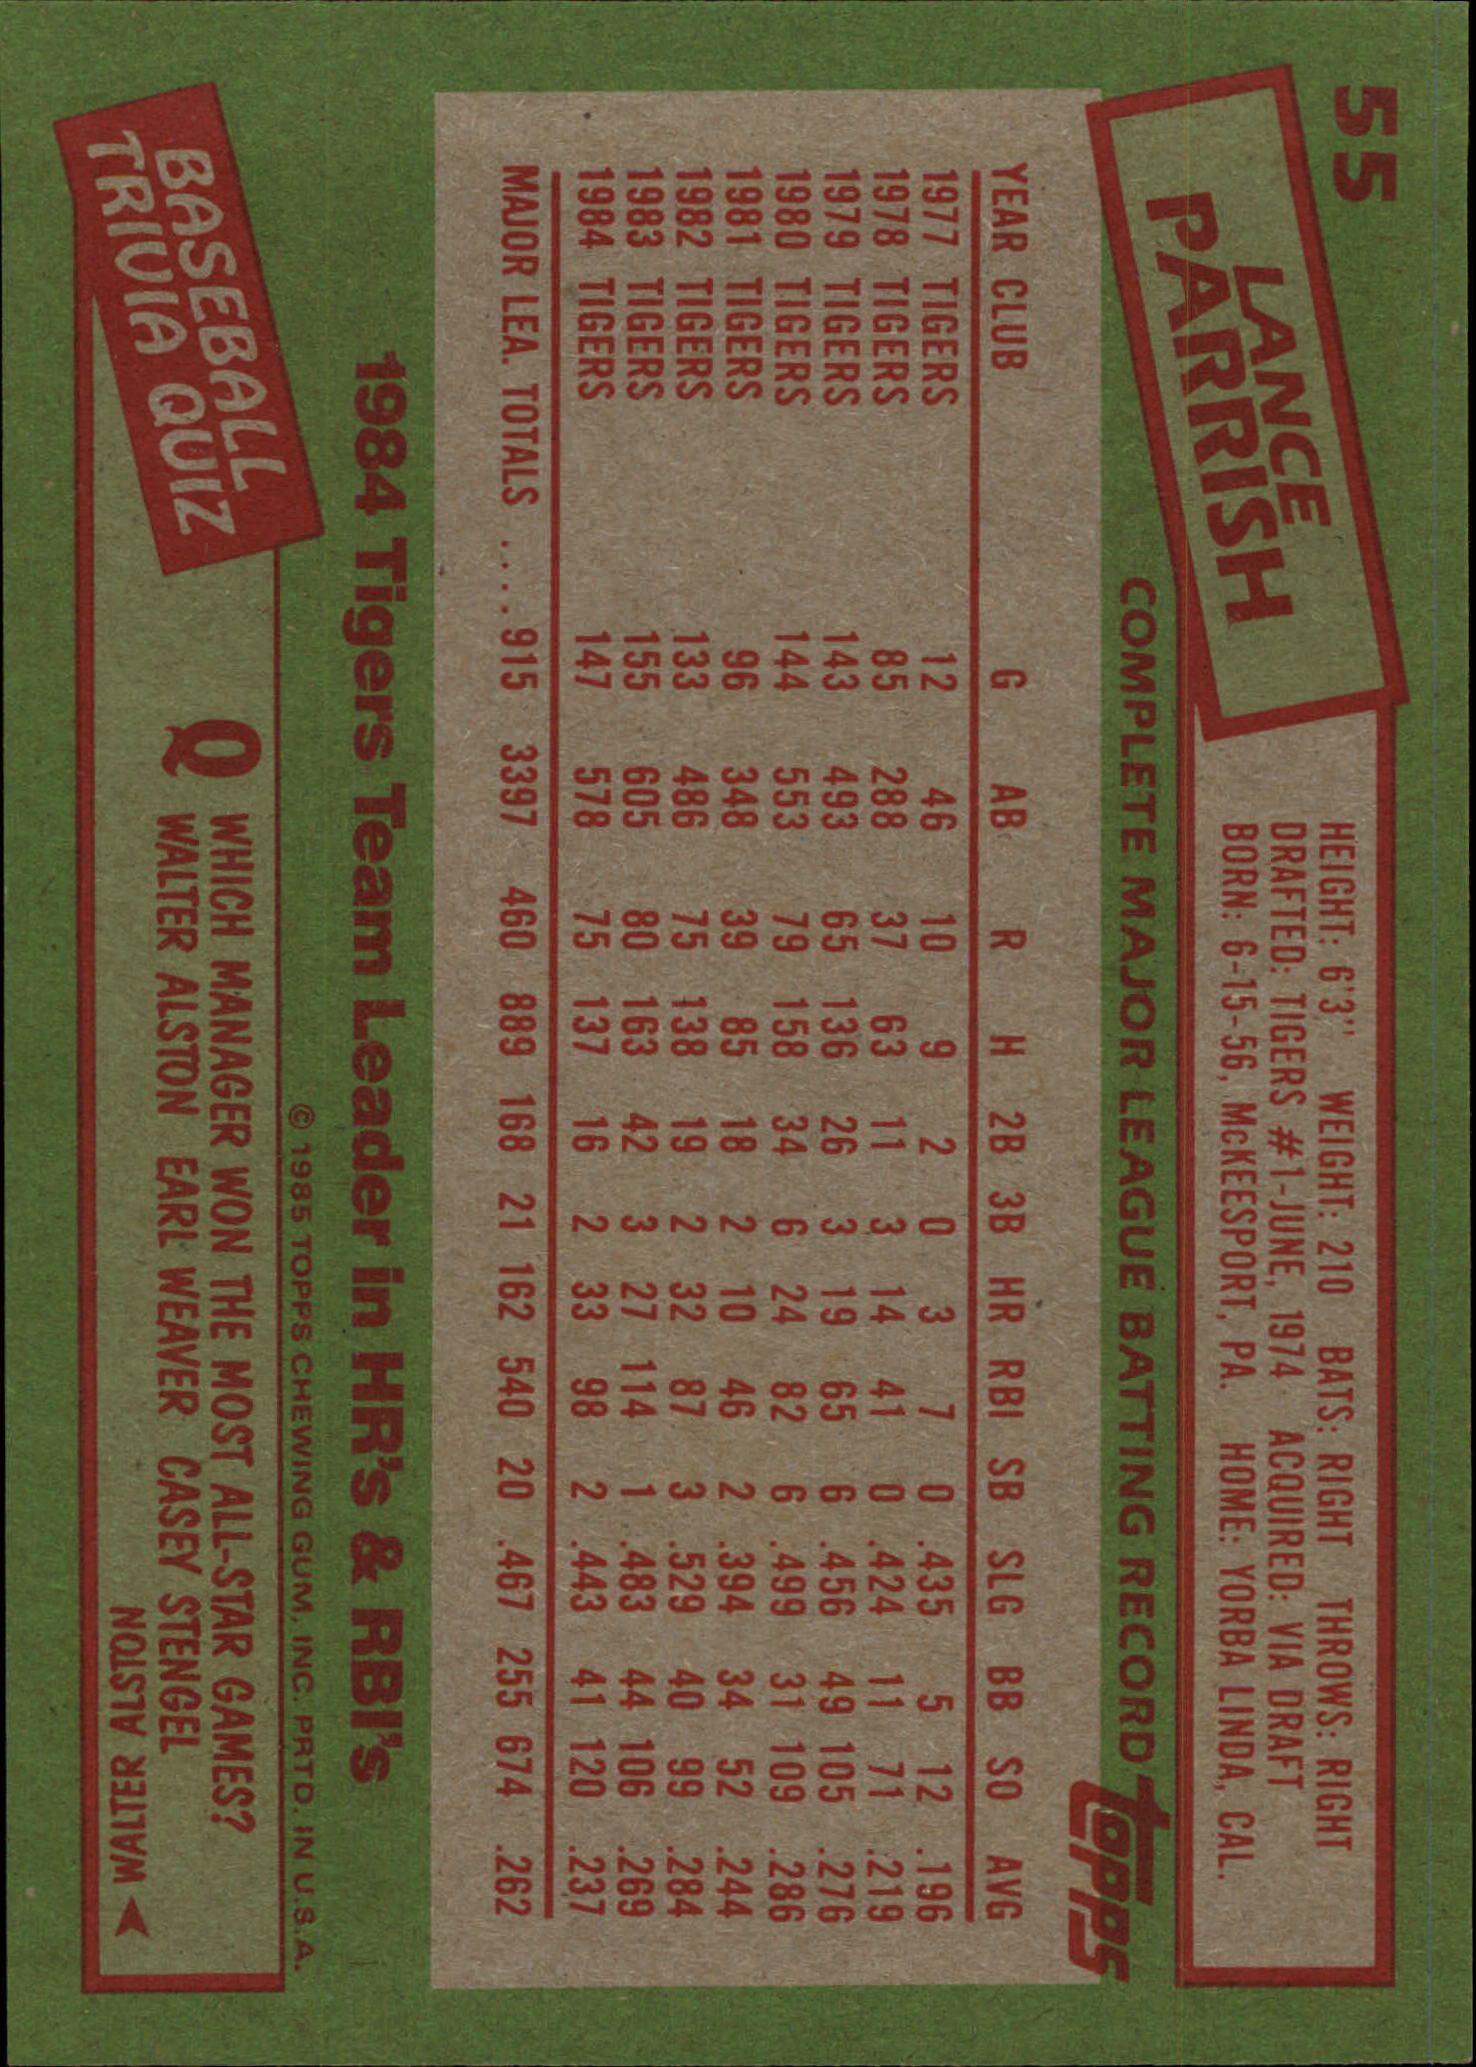 55
LANCE
PARRISH
HEIGHT: 6'3" WEIGHT: 210 BATS: RIGHT THROWS: RIGHT
DRAFTED: TIGERS #1-JUNE, 1974 ACQUIRED: VIA DRAFT
BORN: 6-15-56, McKEESPORT, PA. HOME: YORBA LINDA, CAL.
COMPLETE MAJOR LEAGUE BATTING RECORD
topps
YEAR CLUB G AB R H 2B 3B HR RBI SB SLG BB SO AVG
1977 TIGERS 12 46 10 9 2 0 3 7 0 .435 5 12 .196
1978 TIGERS 85 288 37 63 11 3 14 41 0 .424 11 71 .219
1979 TIGERS 143 493 65 136 26 3 19 65 6 .456 49 105 .276
1980 TIGERS 144 553 79 158 34 6 24 82 6 .499 31 109 .286
1981 TIGERS 96 348 39 85 18 2 10 46 2 .394 34 52 .244
1982 TIGERS 133 486 75 138 19 2 32 87 3 .529 40 99 .284
1983 TIGERS 155 605 80 163 42 3 27 114 1 .483 44 106 .269
1984 TIGERS 147 578 75 137 16 2 33 98 2 .443 41 120 .237
MAJOR LEA. TOTALS .... 915 3397 460 889 168 21 162 540 20 .467 255 674 .262
1984 Tigers Team Leader in HR's & RBI's
© 1985 TOPPS CHEWING GUM, INC. PRTD. IN U.S.A.
BASEBALL
TRIVIA QUIZ
Q WHICH MANAGER WON THE MOST ALL-STAR GAMES?
WALTER ALSTON EARL WEAVER CASEY STENGEL
WALTER ALSTON